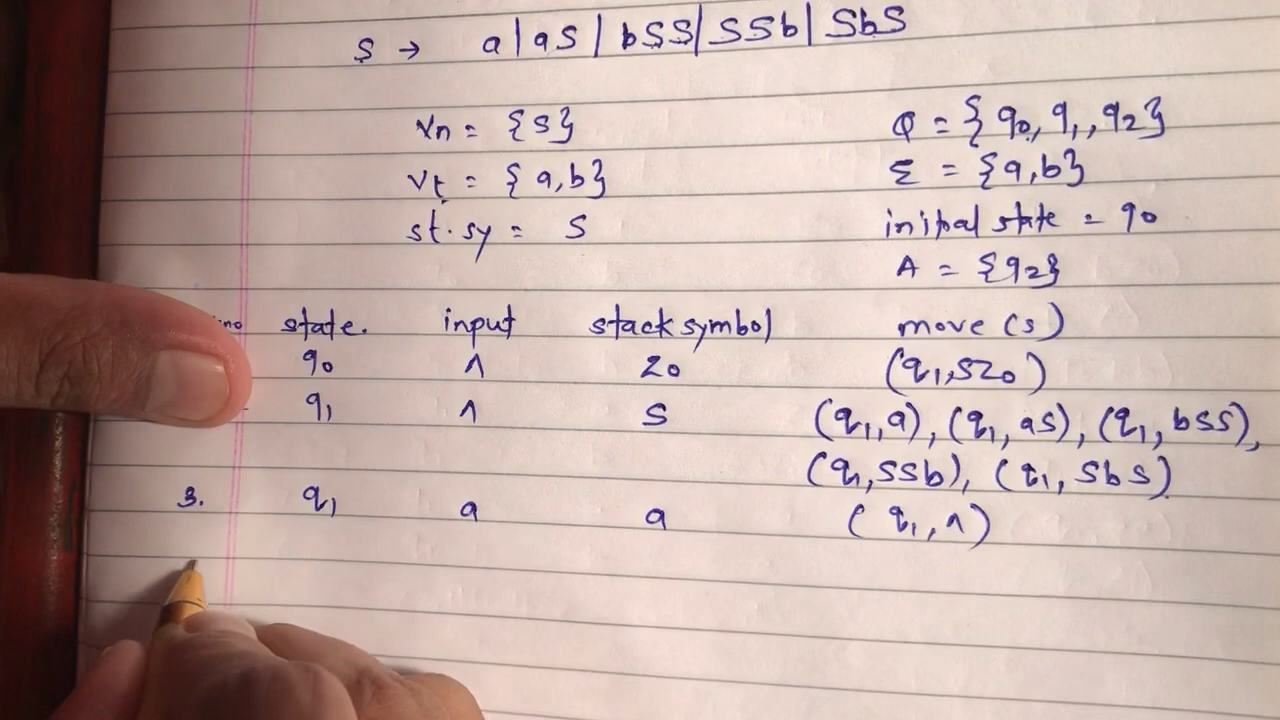 S → a | aS | bSS | SSb | SbS
Vn = {S}
Vt = {a,b}
st.sy = S
Q = {q0, q1, q2}
Σ = {a,b}
initial state = q0
A = {q2}
no state. input stack symbol move(s)
q0 ^ Z0 (q1,SZ0)
q1 ^ S (q1,a), (q1,aS), (q1,bSS),
(q1,SSb), (q1,SbS)
3. q1 a a (q1,^)